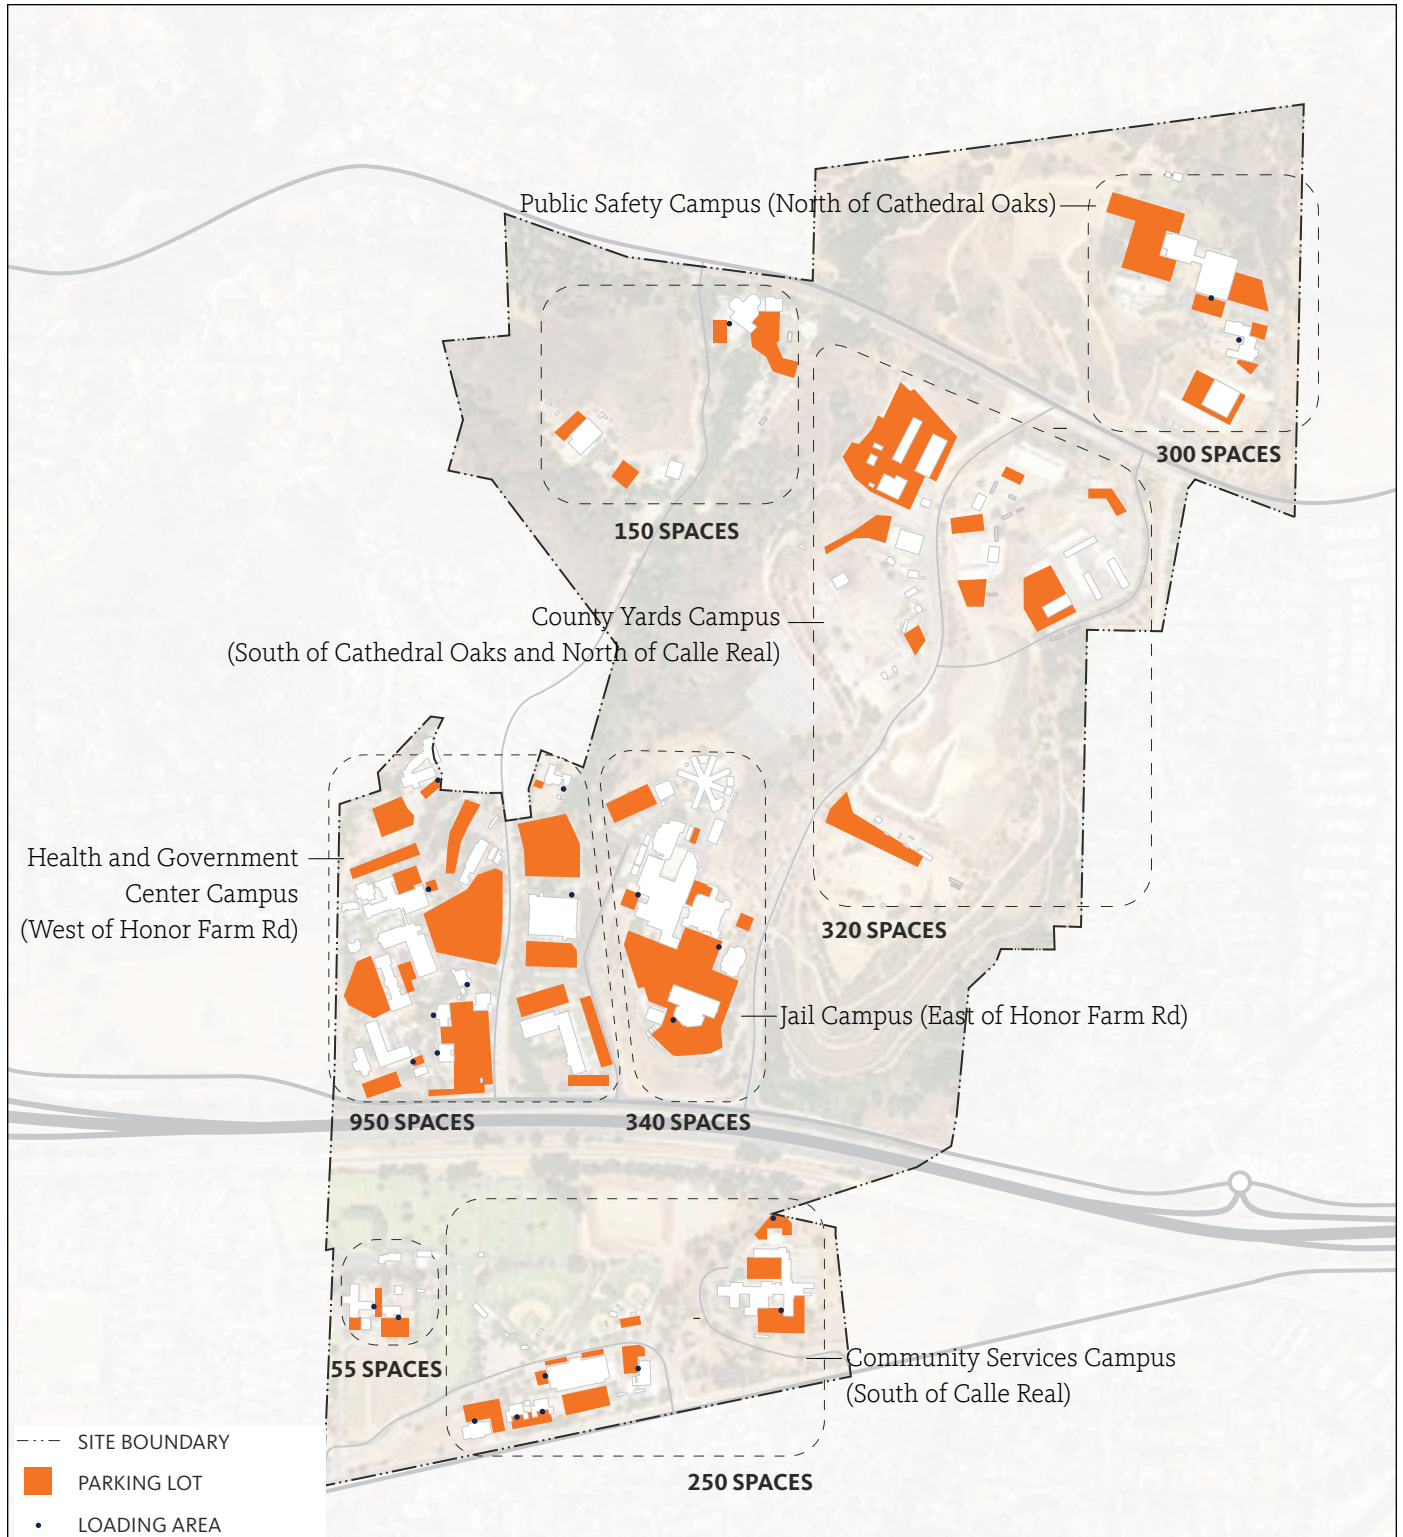 Public Safety Campus (North of Cathedral Oaks)
300 SPACES
150 SPACES
County Yards Campus
(South of Cathedral Oaks and North of Calle Real)
Health and Government
Center Campus
(West of Honor Farm Rd)
320 SPACES
Jail Campus (East of Honor Farm Rd)
950 SPACES
340 SPACES
55 SPACES
Community Services Campus
(South of Calle Real)
250 SPACES
SITE BOUNDARY
PARKING LOT
LOADING AREA